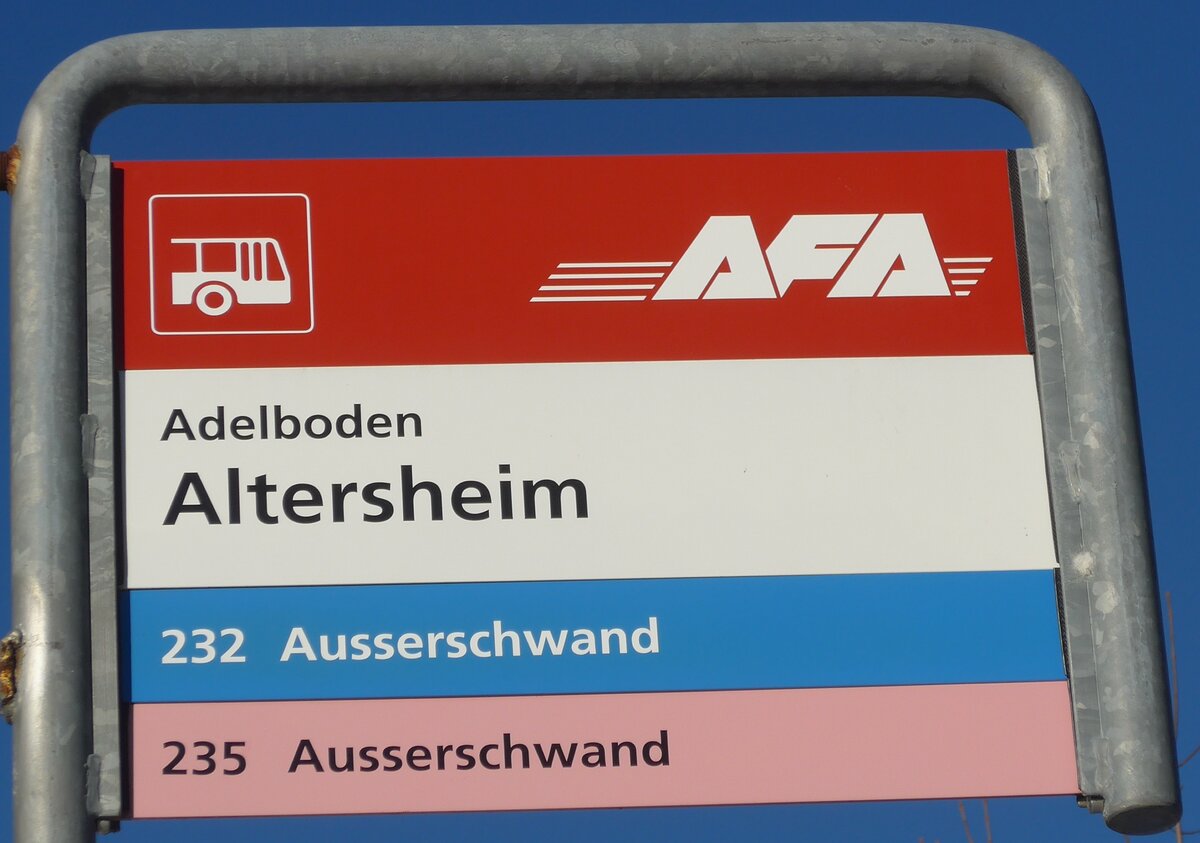 AFA
Adelboden
Altersheim
232 Ausserschwand
235 Ausserschwand